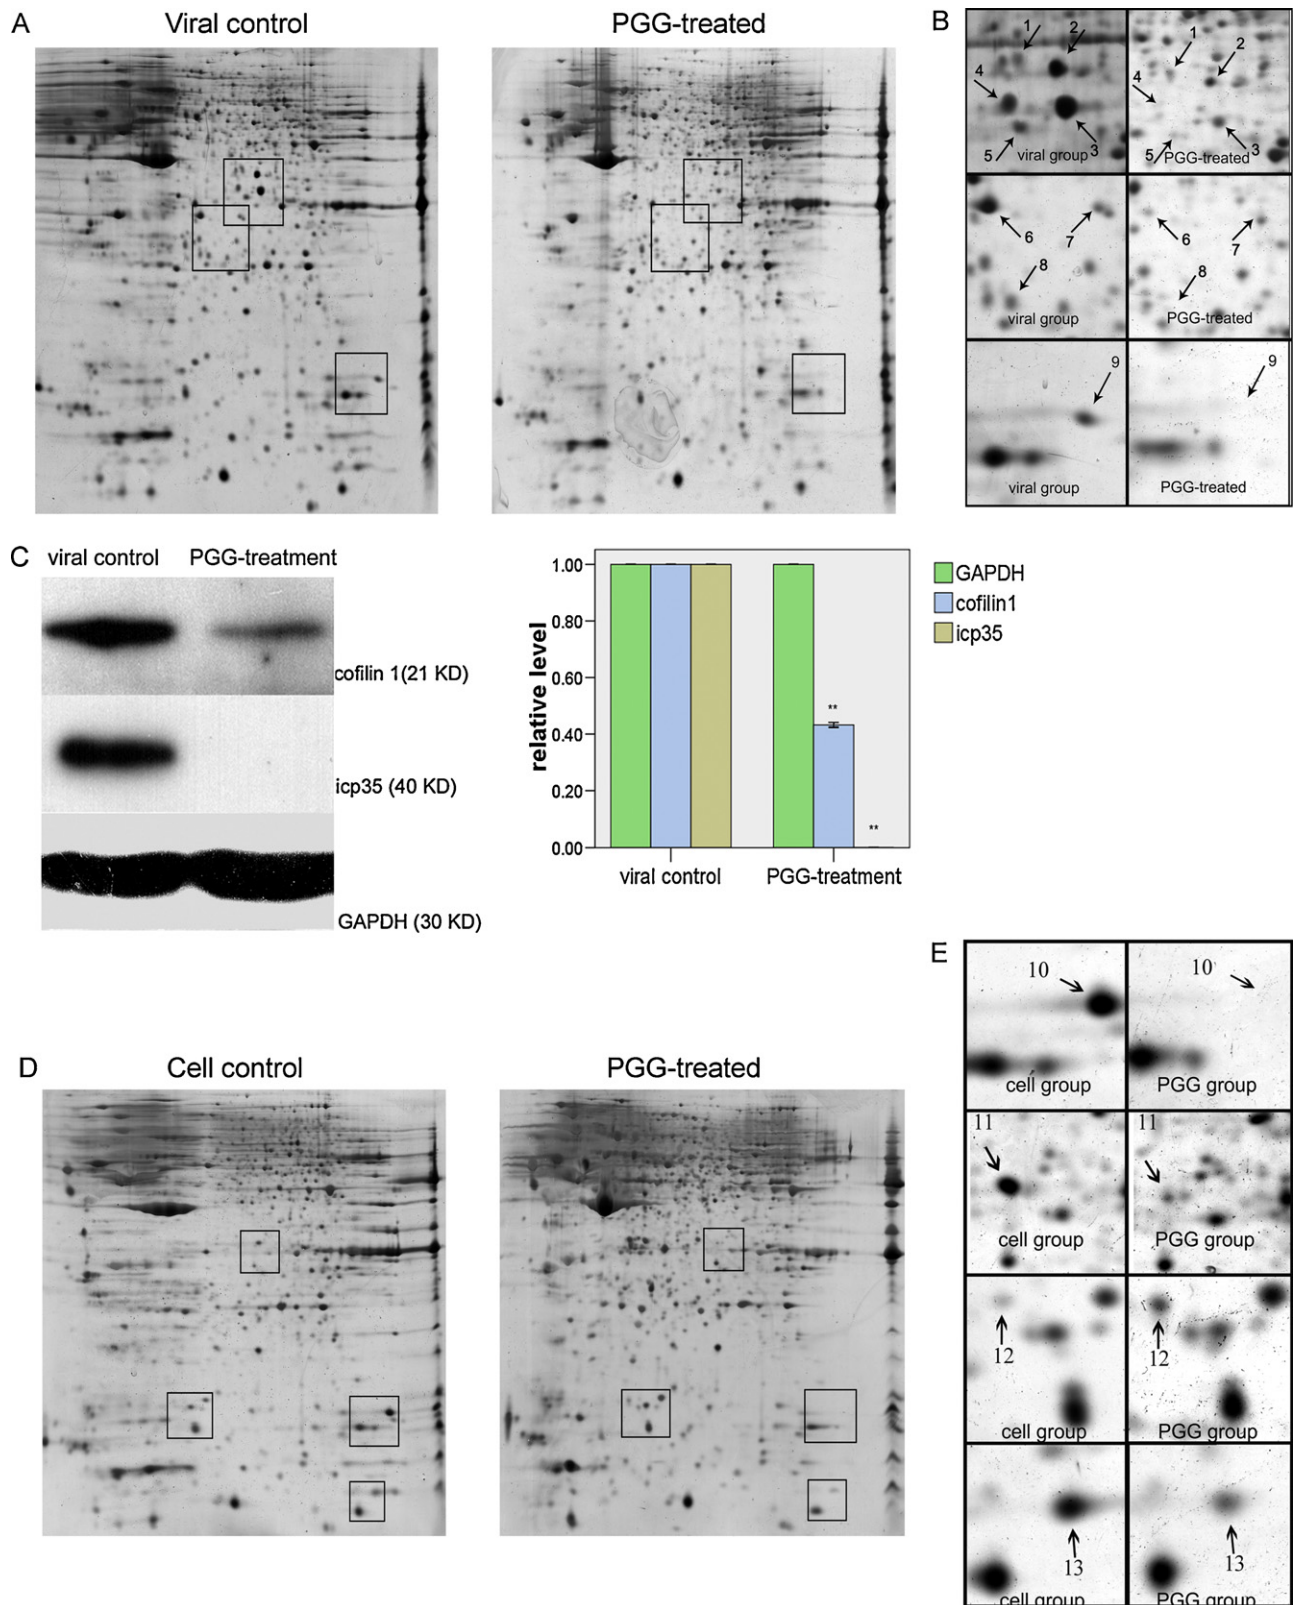 A
Viral control
PGG-treated
B
1
2
4
5
viral group
3
1
2
4
5
PGG-treated
3
6
7
8
viral group
6
7
8
PGG-treated
9
viral group
9
PGG-treated
C
viral control
PGG-treatment
cofilin 1(21 KD)
icp35 (40 KD)
GAPDH (30 KD)
relative level
1.00
0.80
0.60
0.40
0.20
0.00
**
**
viral control
PGG-treatment
GAPDH
cofilin1
icp35
D
Cell control
PGG-treated
E
10
cell group
10
PGG group
11
cell group
11
PGG group
12
cell group
12
PGG group
13
cell group
13
PGG group